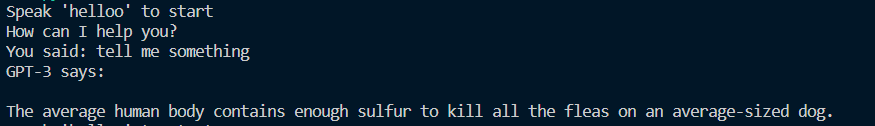 Speak 'helloo' to start
How can I help you?
You said: tell me something
GPT-3 says:
The average human body contains enough sulfur to kill all the fleas on an average-sized dog.